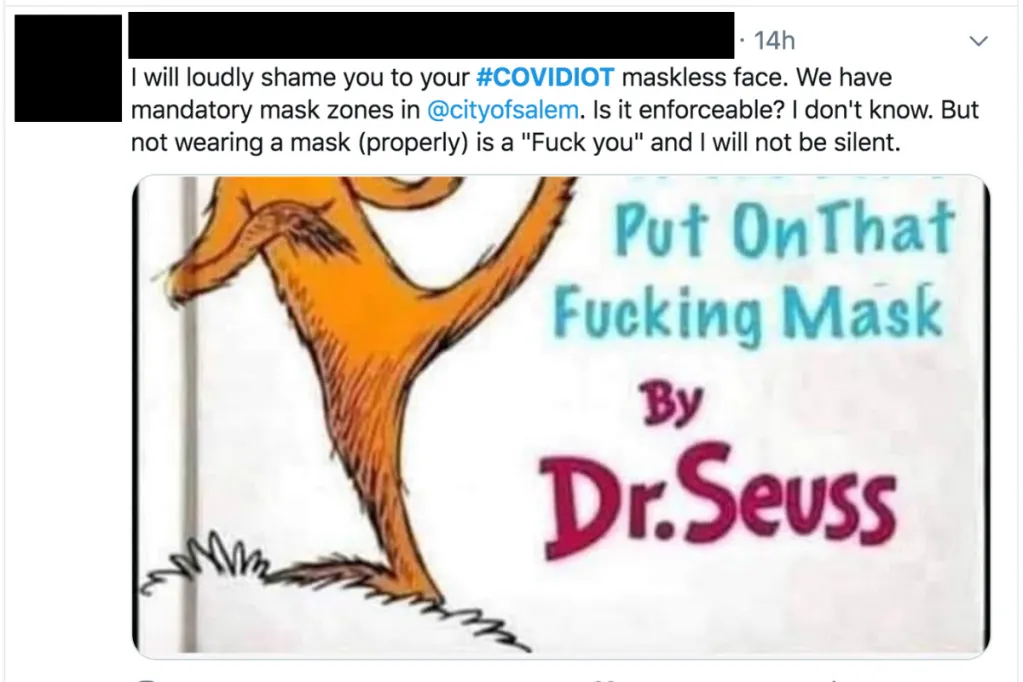 · 14h
I will loudly shame you to your #COVIDIOT maskless face. We have
mandatory mask zones in @cityofsalem. Is it enforceable? I don't know. But
not wearing a mask (properly) is a "Fuck you" and I will not be silent.
Put On That
Fucking Mask
By
Dr. Seuss